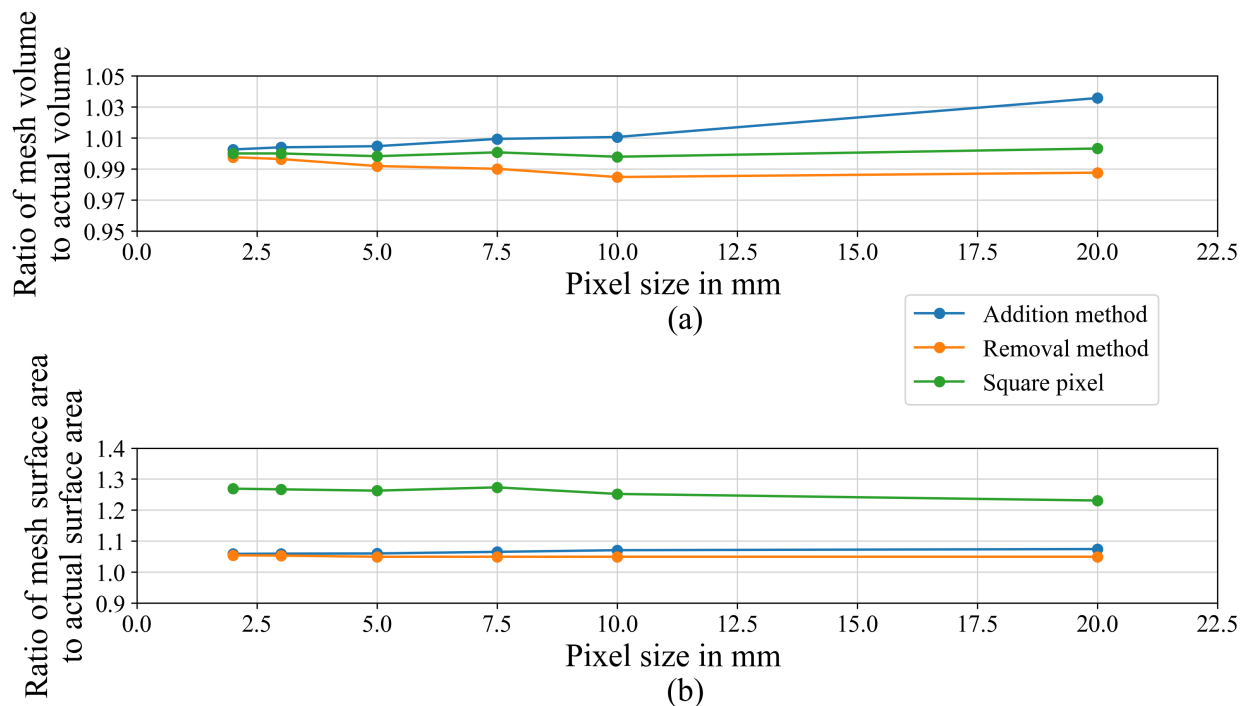 Ratio of mesh volume
to actual volume
1.05
1.03
1.01
0.99
0.97
0.95
0.0 2.5 5.0 7.5 10.0 12.5 15.0 17.5 20.0 22.5
Pixel size in mm
(a)
Addition method
Removal method
Square pixel
Ratio of mesh surface area
to actual surface area
1.4
1.3
1.2
1.1
1.0
0.9
0.0 2.5 5.0 7.5 10.0 12.5 15.0 17.5 20.0 22.5
Pixel size in mm
(b)